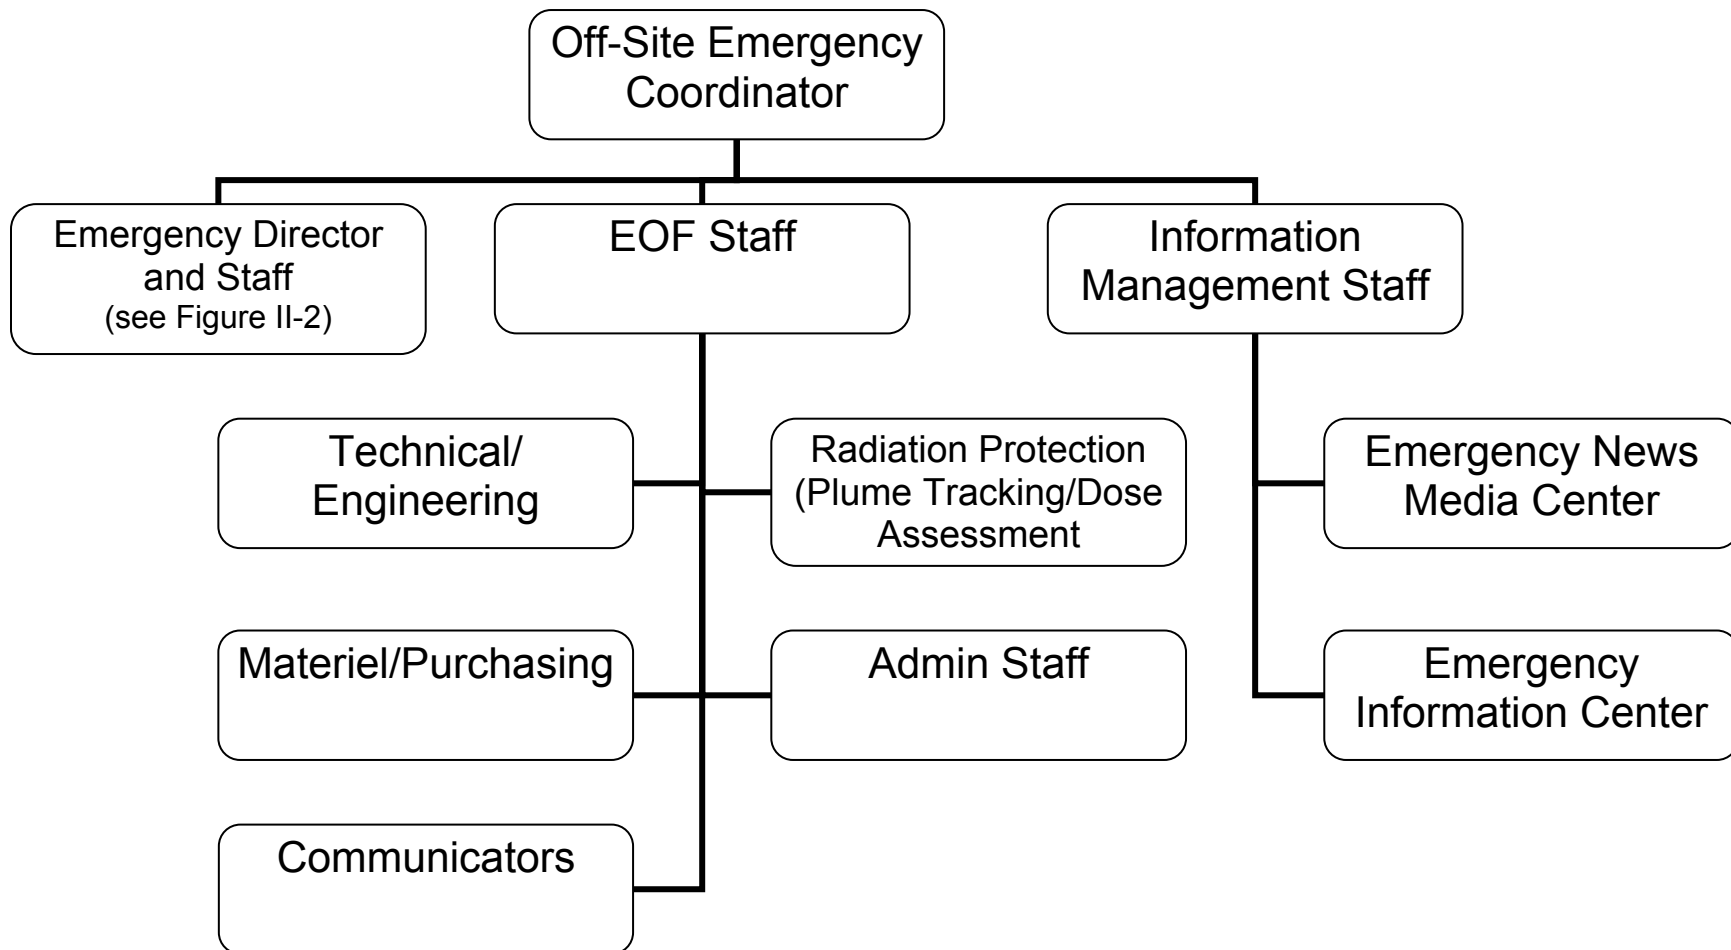 Off-Site Emergency
Coordinator
Emergency Director
and Staff
(see Figure II-2)
EOF Staff
Information
Management Staff
Technical/
Engineering
Radiation Protection
(Plume Tracking/Dose
Assessment
Emergency News
Media Center
Materiel/Purchasing
Admin Staff
Emergency
Information Center
Communicators